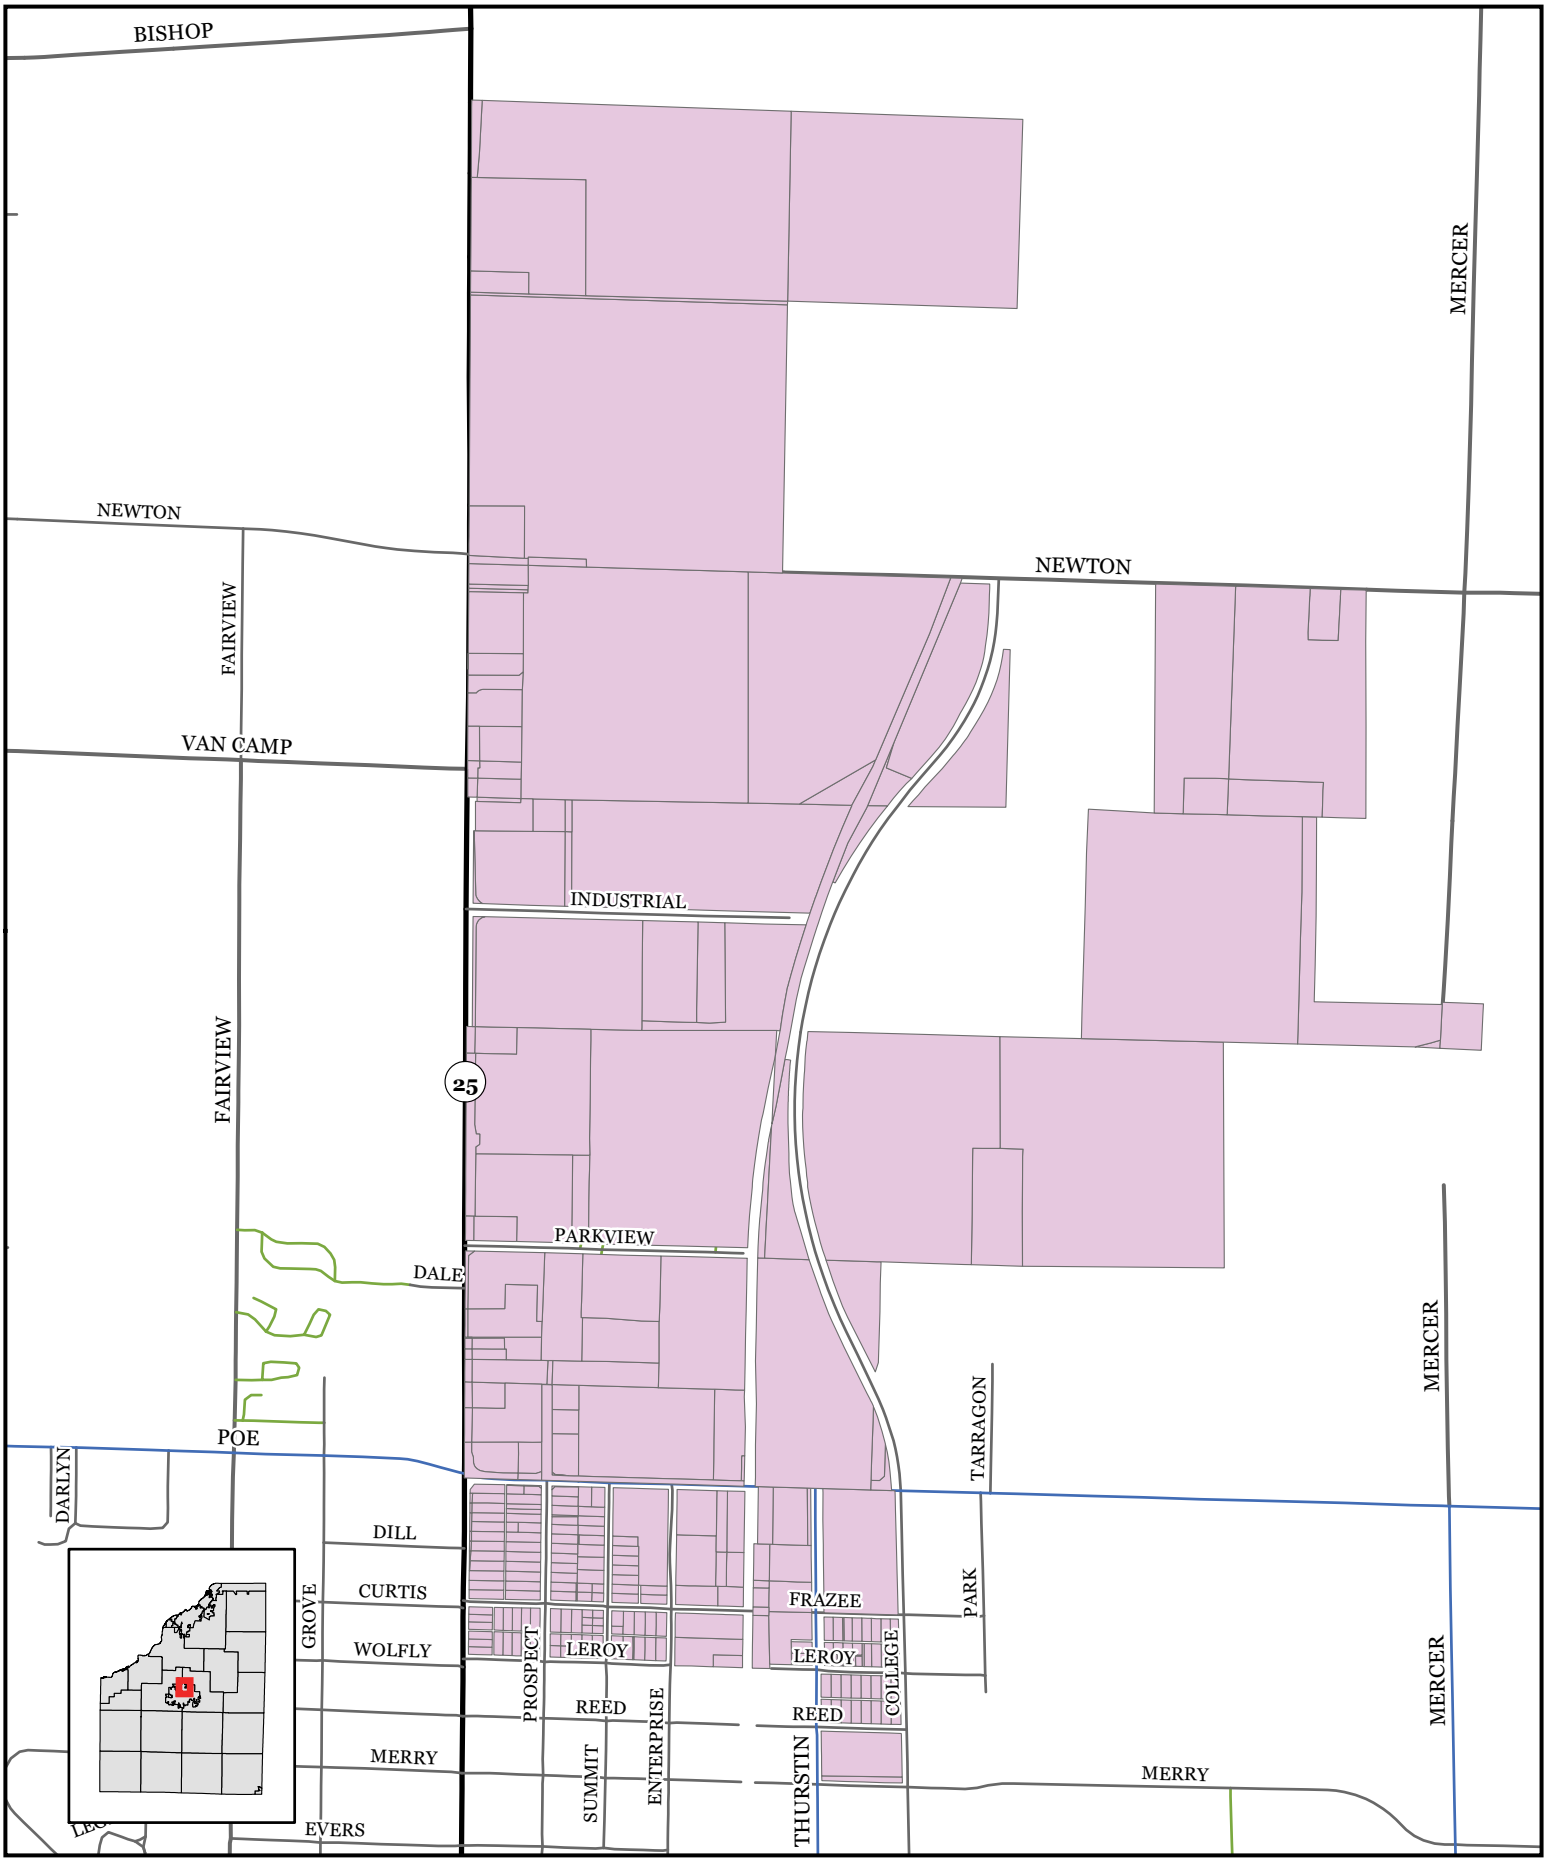 BISHOP
MERCER
NEWTON
NEWTON
FAIRVIEW
VAN CAMP
INDUSTRIAL
FAIRVIEW
25
PARKVIEW
DALE
MERCER
TARRAGON
POE
DARLYN
DILL
CURTIS
FRAZEE
PARK
GROVE
WOLFLY
PROSPECT
LEROY
LEROY
COLLEGE
MERCER
REED
REED
ENTERPRISE
MERRY
SUMMIT
THURSTIN
MERRY
EVERS